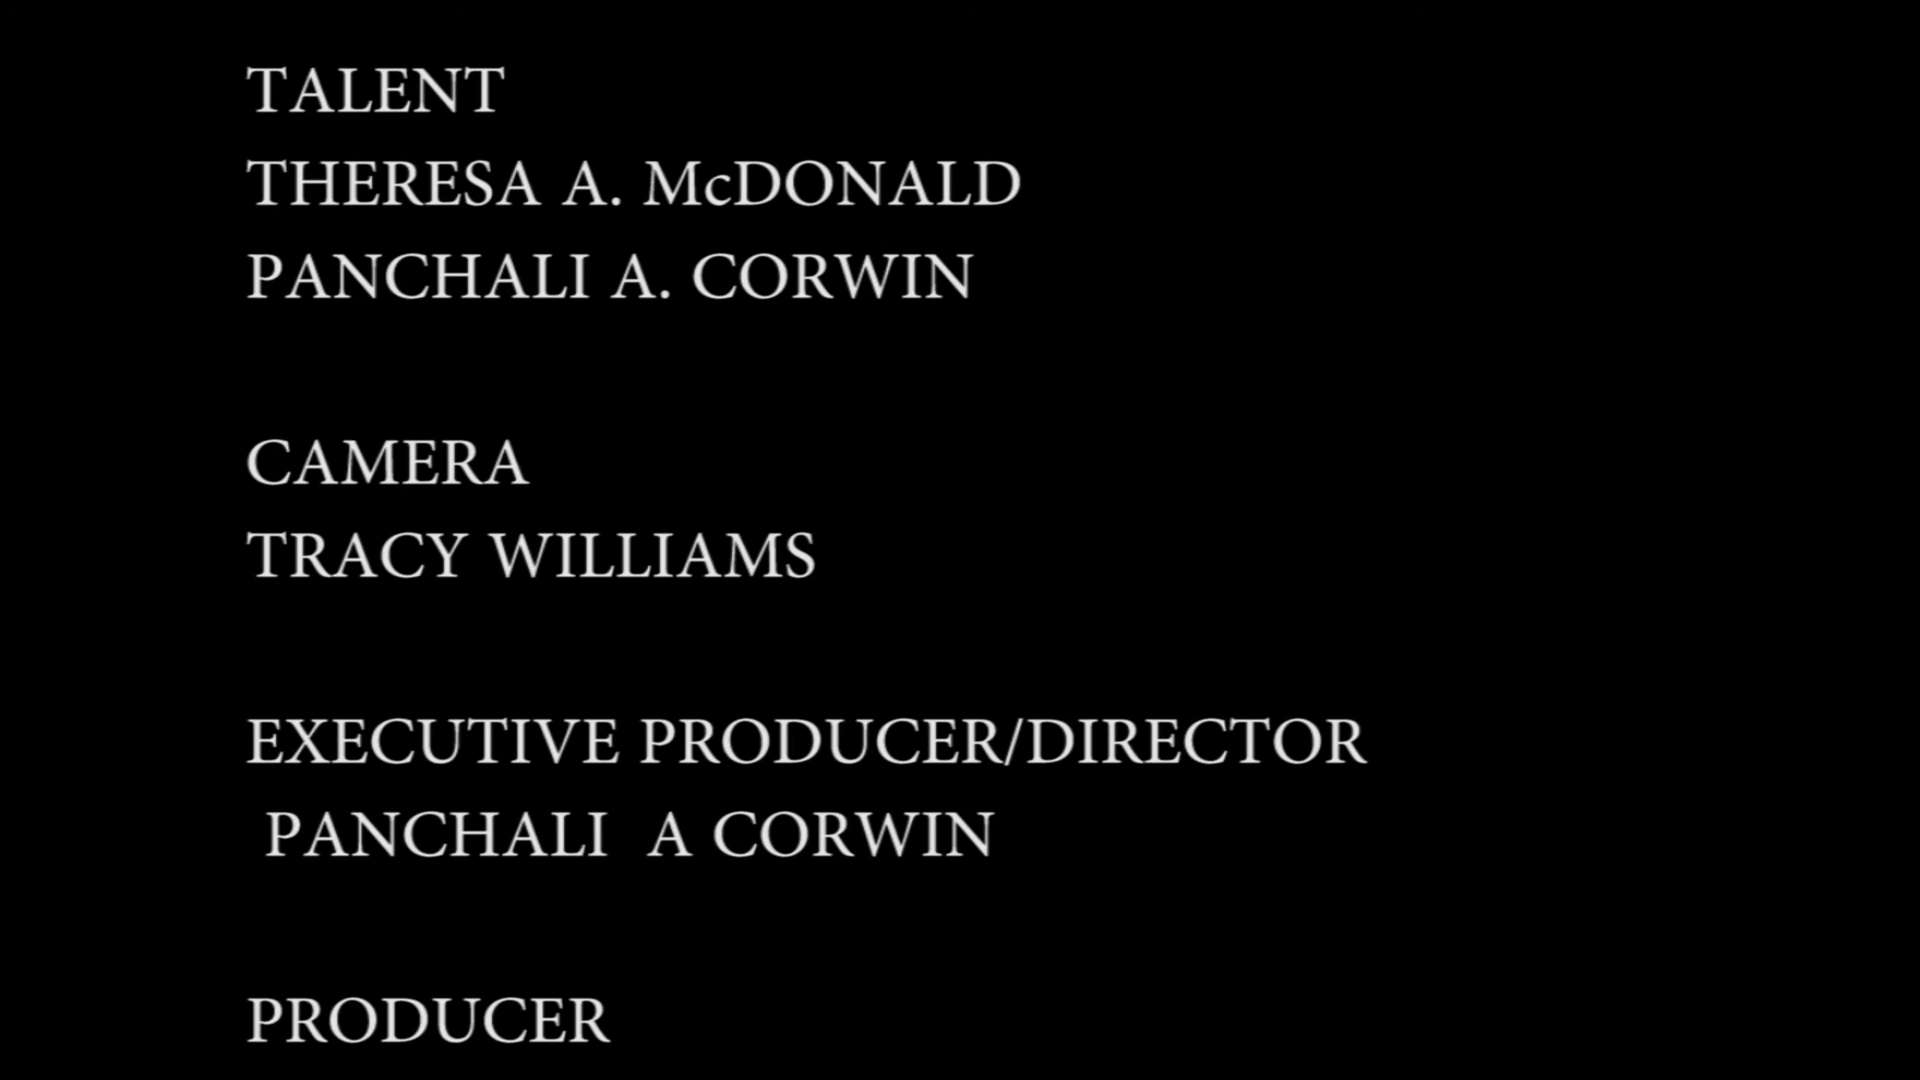 TALENT
THERESA A. McDONALD
PANCHALI A. CORWIN
CAMERA
TRACY WILLIAMS
EXECUTIVE PRODUCER/DIRECTOR
PANCHALI  A CORWIN
PRODUCER